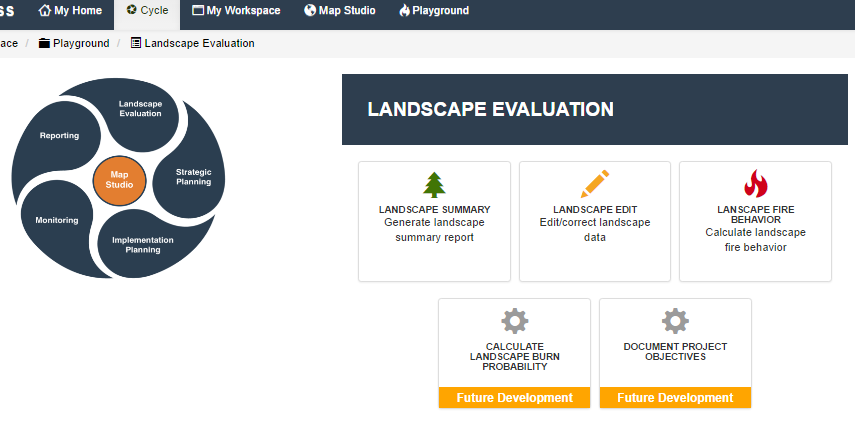 ss My Home Cycle My Workspace Map Studio Playground
ace / Playground / Landscape Evaluation
Landscape
Evaluation
Reporting
Strategic
Planning
Map
Studio
Monitoring
Implementation
Planning
LANDSCAPE EVALUATION
LANDSCAPE SUMMARY
Generate landscape
summary report
LANDSCAPE EDIT
Edit/correct landscape
data
LANSCAPE FIRE
BEHAVIOR
Calculate landscape
fire behavior
CALCULATE
LANDSCAPE BURN
PROBABILITY
Future Development
DOCUMENT PROJECT
OBJECTIVES
Future Development